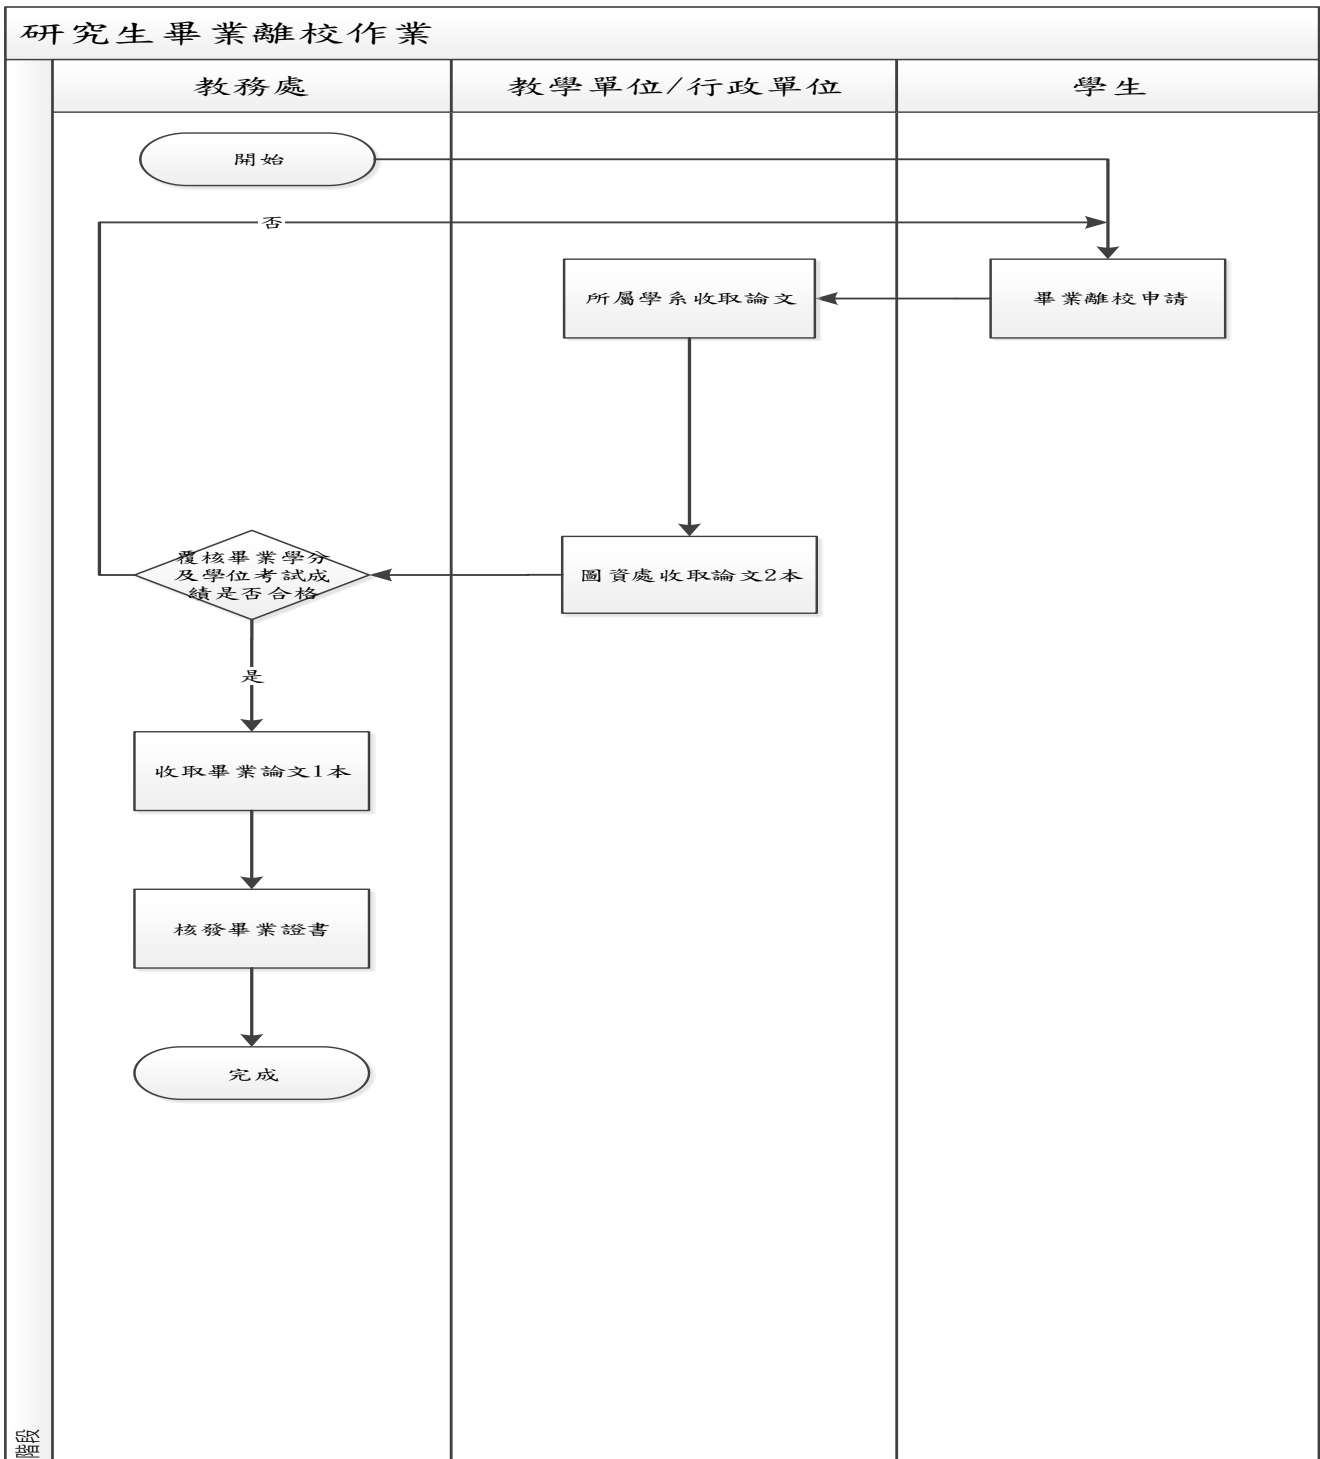 研究生畢業離校作業
教務處
教學單位/行政單位
學生
開始
否
所屬學系收取論文
畢業離校申請
覆核畢業學分
及學位考試成
績是否合格
圖資處收取論文2本
是
收取畢業論文1本
核發畢業證書
完成
階段